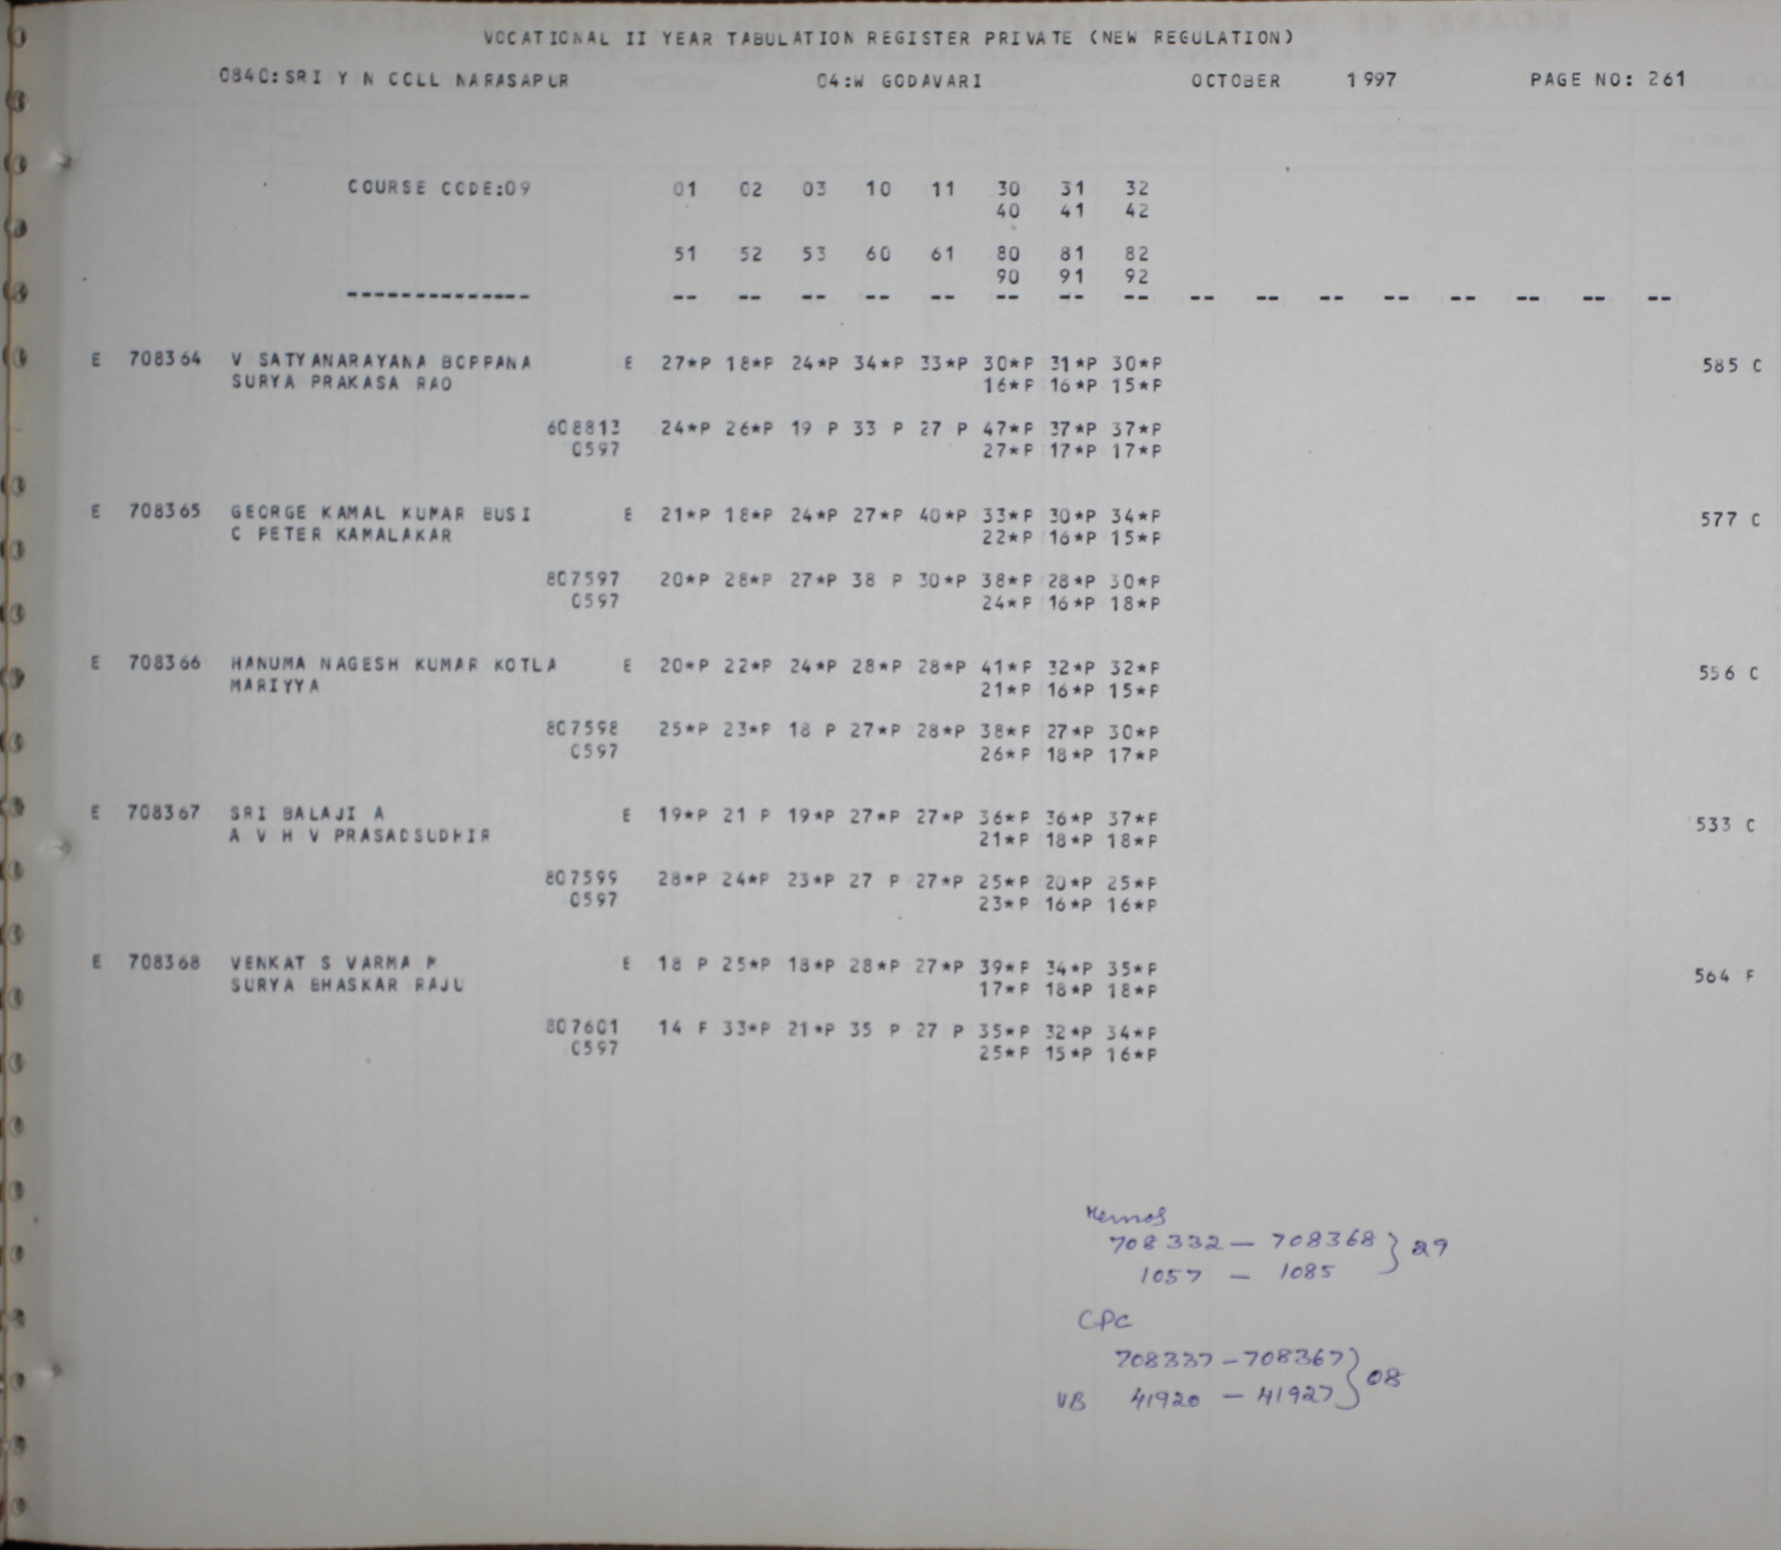 VOCATIONAL II YEAR TABULATION REGISTER PRIVATE (NEW REGULATION)
0840:SRI Y N COLL NARASAPUR 04:W GODAVARI OCTOBER 1997 PAGE NO: 261
COURSE CODE:09 01 02 03 10 11 30 31 32
40 41 42
51 52 53 60 61 80 81 82
90 91 92
-------------- -- -- -- -- -- -- -- -- -- -- -- -- -- -- -- --
E 708364 V SATYANARAYANA BOPPANA E 27*P 18*P 24*P 34*P 33*P 30*P 31*P 30*P 585 C
SURYA PRAKASA RAO 16*P 16*P 15*P
608813 24*P 26*P 19 P 33 P 27 P 47*P 37*P 37*P
0597 27*P 17*P 17*P
E 708365 GEORGE KAMAL KUMAR BUSI E 21*P 18*P 24*P 27*P 40*P 33*P 30*P 34*P 577 C
C PETER KAMALAKAR 22*P 16*P 15*P
807597 20*P 28*P 27*P 38 P 30*P 38*P 28*P 30*P
0597 24*P 16*P 18*P
E 708366 HANUMA NAGESH KUMAR KOTLA E 20*P 22*P 24*P 28*P 28*P 41*P 32*P 32*P 556 C
MARIYYA 21*P 16*P 15*P
807598 25*P 23*P 18 P 27*P 28*P 38*P 27*P 30*P
0597 26*P 18*P 17*P
E 708367 SRI BALAJI A E 19*P 21 P 19*P 27*P 27*P 36*P 36*P 37*P 533 C
A V H V PRASADSUDHIR 21*P 18*P 18*P
807599 28*P 24*P 23*P 27 P 27*P 25*P 20*P 25*P
0597 23*P 16*P 16*P
E 708368 VENKAT S VARMA M E 18 P 25*P 18*P 28*P 27*P 39*P 34*P 35*P 564 F
SURYA BHASKAR RAJU 17*P 18*P 18*P
807601 14 F 33*P 21*P 35 P 27 P 35*P 32*P 34*P
0597 25*P 15*P 16*P
Memos
708332 - 708368 } 29
1057 - 1085
CPC
708337 - 708367 } 08
VB 41920 - 41927